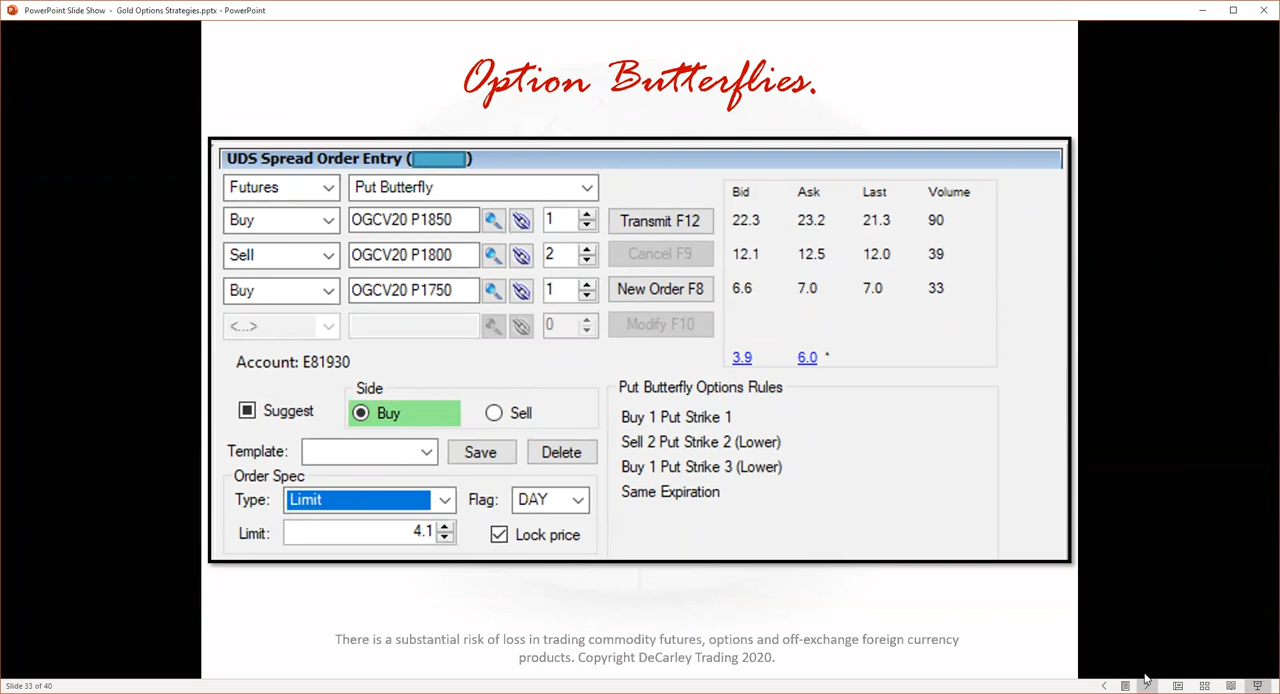 PowerPoint Slide Show - Gold Options Strategies.pptx - PowerPoint
Option Butterflies.
UDS Spread Order Entry ( )
Futures Put Butterfly Bid Ask Last Volume
Buy OGCV20 P1850 1 Transmit F12 22.3 23.2 21.3 90
Sell OGCV20 P1800 2 Cancel F9 12.1 12.5 12.0 39
Buy OGCV20 P1750 1 New Order F8 6.6 7.0 7.0 33
<...> 0 Modify F10
3.9 6.0 *
Account: E81930
Side Put Butterfly Options Rules
Suggest Buy Sell Buy 1 Put Strike 1
Sell 2 Put Strike 2 (Lower)
Template: Save Delete Buy 1 Put Strike 3 (Lower)
Order Spec
Type: Limit Flag: DAY Same Expiration
Limit: 4.1 Lock price
There is a substantial risk of loss in trading commodity futures, options and off-exchange foreign currency
products. Copyright DeCarley Trading 2020.
Slide 33 of 40